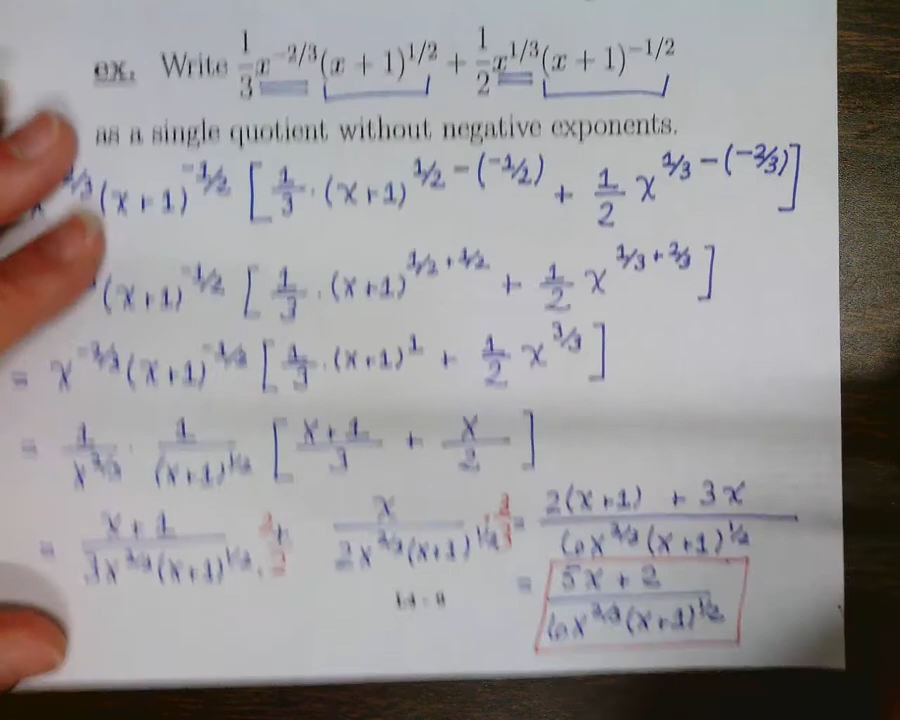 ex. Write 1/3 x^-2/3 (x + 1)^1/2 + 1/2 x^1/3 (x + 1)^-1/2
as a single quotient without negative exponents.
(x+1)^-1/2 [ 1/3 · (x+1)^1/2-(-1/2) + 1/2 x^1/3-(-2/3) ]
(x+1)^-1/2 [ 1/3 · (x+1)^1/2+1/2 + 1/2 x^1/3+2/3 ]
= x^-2/3 (x+1)^-1/2 [ 1/3 · (x+1)^1 + 1/2 x^3/3 ]
= 1/x^2/3 · 1/(x+1)^1/2 [ x+1/3 + x/2 ]
= x+1/3x^2/3(x+1)^1/2 · 2/2 + x/2x^2/3(x+1)^1/2 · 3/3 = 2(x+1) + 3x/6x^2/3(x+1)^1/2
= 5x+2/6x^2/3(x+1)^1/2